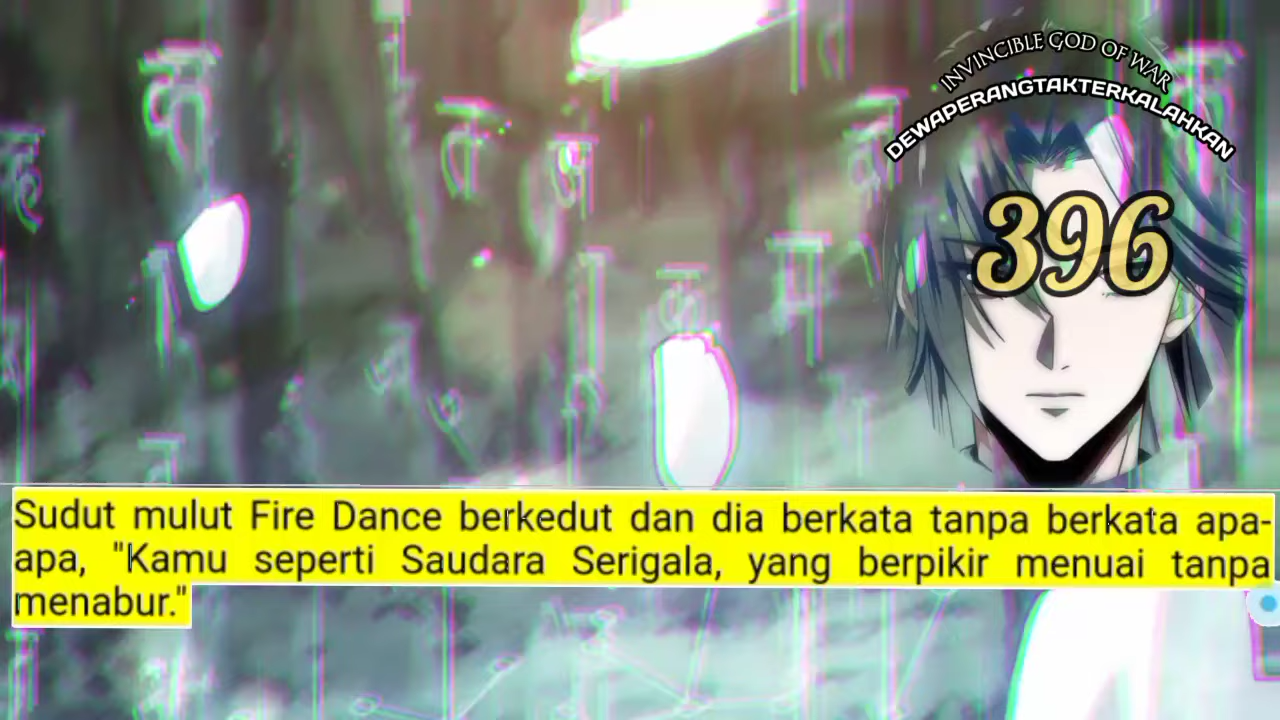 INVINCIBLE GOD OF WAR
DEWAPERANGTAKTERKALAHKAN
396
Sudut mulut Fire Dance berkedut dan dia berkata tanpa berkata apa-
apa, "Kamu seperti Saudara Serigala, yang berpikir menuai tanpa
menabur."